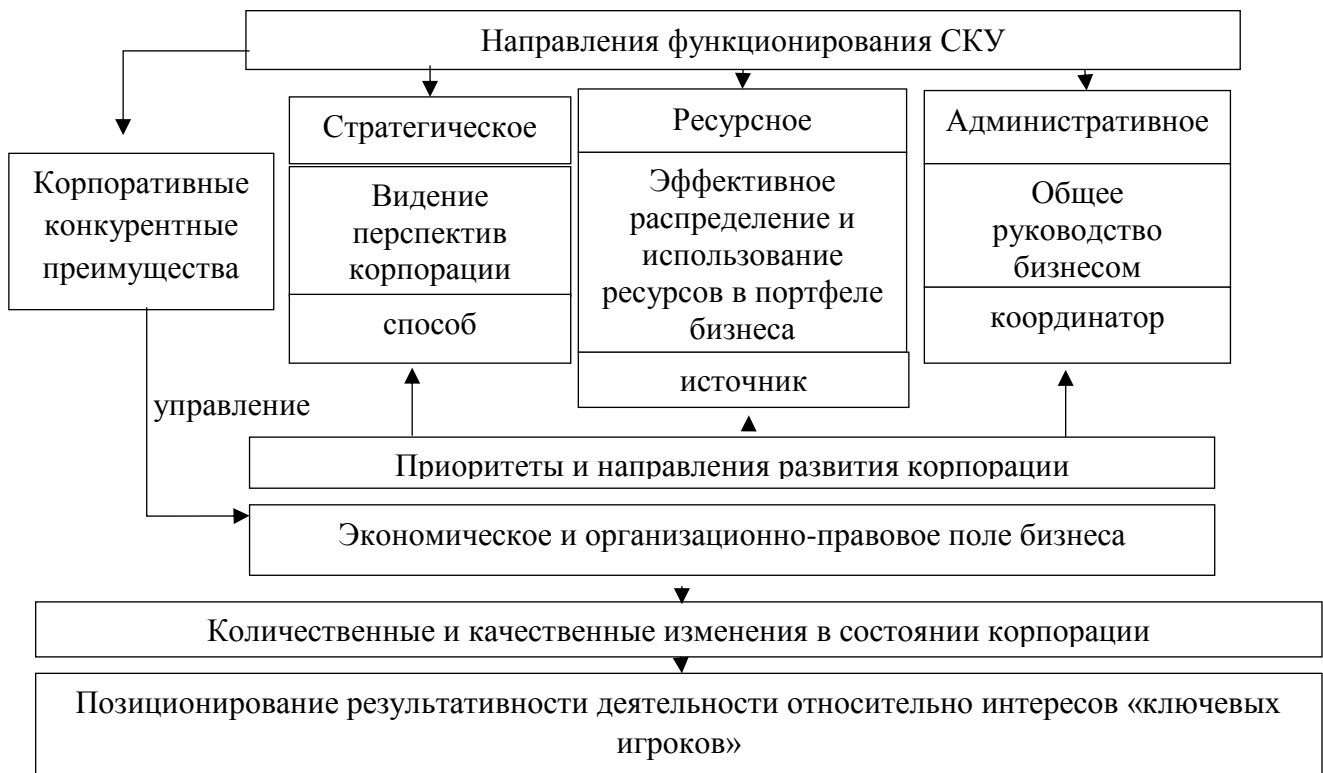 Направления функционирования СКУ
Корпоративные
конкурентные
преимущества
Стратегическое
Видение
перспектив
корпорации
способ
Ресурсное
Эффективное
распределение и
использование
ресурсов в портфеле
бизнеса
источник
Административное
Общее
руководство
бизнесом
координатор
управление
Приоритеты и направления развития корпорации
Экономическое и организационно-правовое поле бизнеса
Количественные и качественные изменения в состоянии корпорации
Позиционирование результативности деятельности относительно интересов «ключевых
игроков»